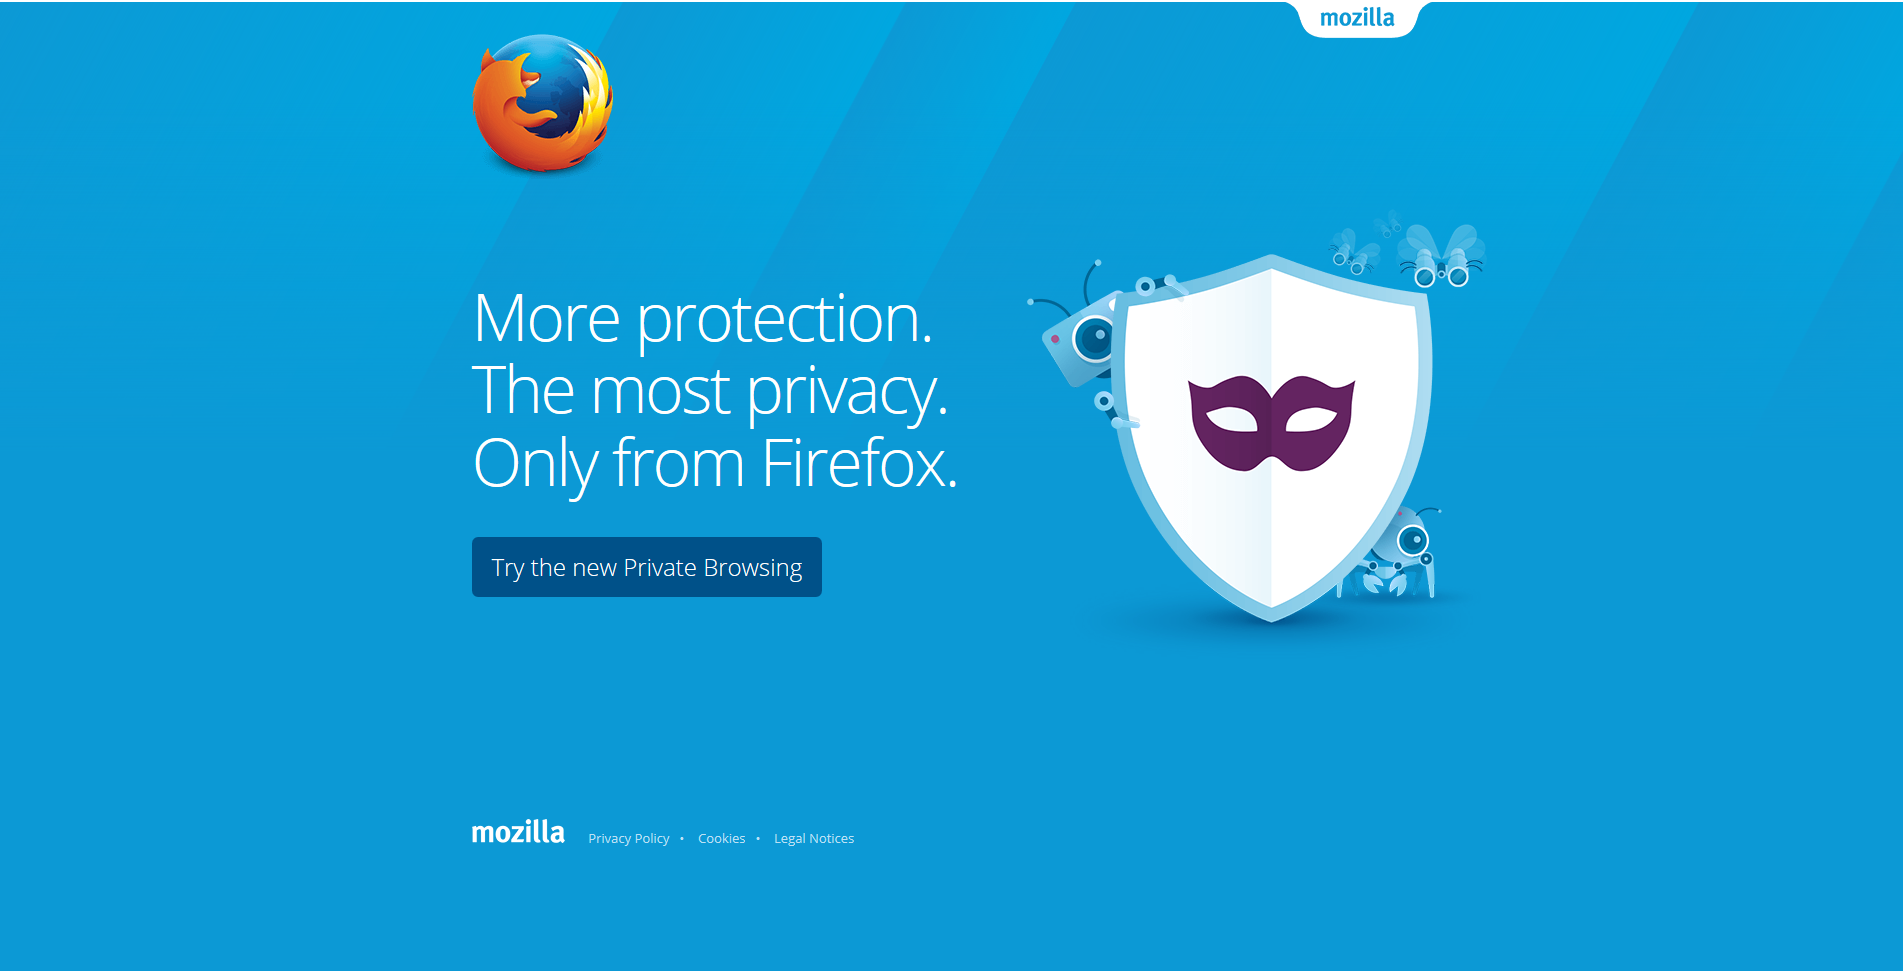 mozilla
More protection.
The most privacy.
Only from Firefox.
Try the new Private Browsing
mozilla Privacy Policy • Cookies • Legal Notices